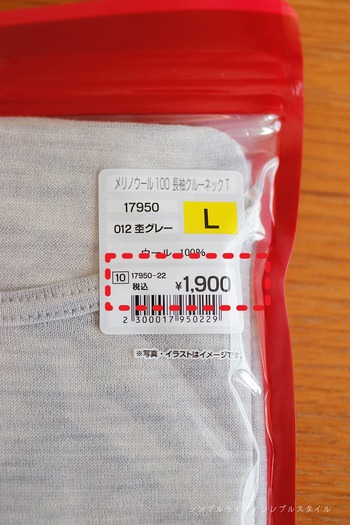 メリノウール100 長袖クルーネックT
17950
L
012 杢グレー
ウール 100%
10 17950-22
税込 ¥1,900
2 300017 950229
※写真・イラストはイメージです。
シンプルライフ×シンプルスタイル